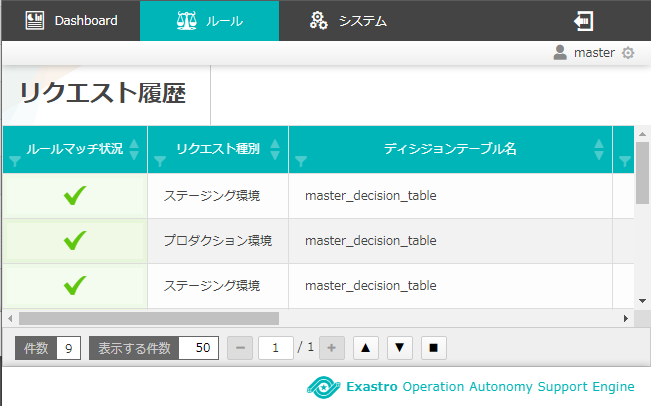 Dashboard ルール システム
master
リクエスト履歴
ルールマッチ状況 リクエスト種別 ディシジョンテーブル名
ステージング環境 master_decision_table
プロダクション環境 master_decision_table
ステージング環境 master_decision_table
件数 9 表示する件数 50 − 1 / 1 + ▲ ▼ ■
Exastro Operation Autonomy Support Engine